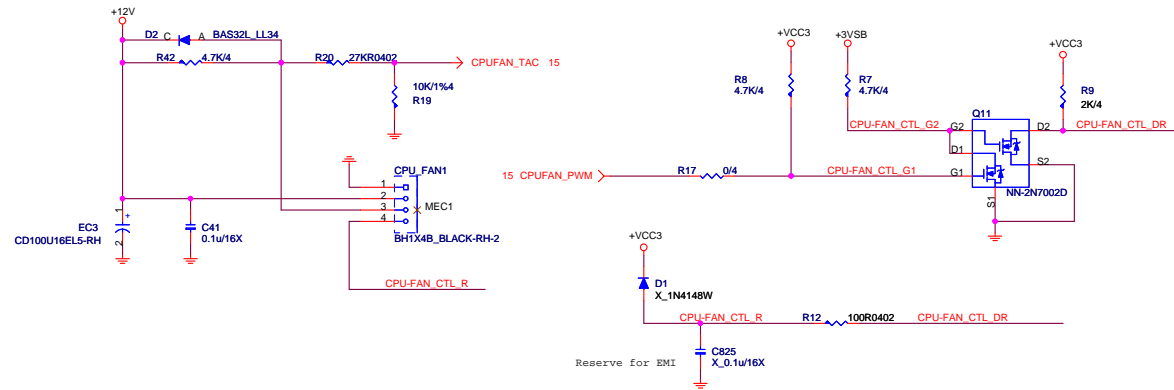 +12V
D2 C A BAS32L_LL34
R42 4.7K/4
R20 27KR0402
CPUFAN_TAC 15
10K/1%4
R19
CPU_FAN1
1
2
3
4
MEC1
BH1X4B_BLACK-RH-2
1
+
2
EC3
CD100U16EL5-RH
C41
0.1u/16X
CPU-FAN_CTL_R
+VCC3
R8
4.7K/4
+3VSB
R7
4.7K/4
+VCC3
R9
2K/4
Q11
CPU-FAN_CTL_G2 G2 D2 CPU-FAN_CTL_DR
D1
S2
15 CPUFAN_PWM R17 0/4 CPU-FAN_CTL_G1 G1
NN-2N7002D
S1
+VCC3
D1
X_1N4148W
CPU-FAN_CTL_R R12 100R0402 CPU-FAN_CTL_DR
C825
X_0.1u/16X
Reserve for EMI